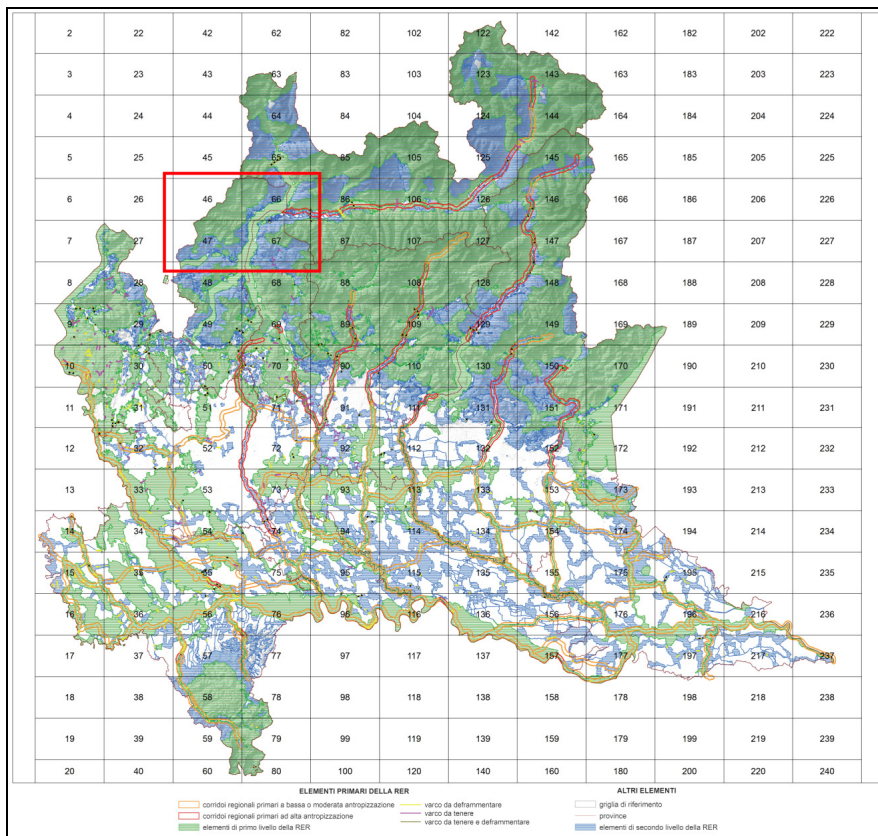 2 22 42 62 82 102 122 142 162 182 202 222
3 23 43 63 83 103 123 143 163 183 203 223
4 24 44 64 84 104 124 144 164 184 204 224
5 25 45 65 85 105 125 145 165 185 205 225
6 26 46 66 86 106 126 146 166 186 206 226
7 27 47 67 87 107 127 147 167 187 207 227
8 28 48 68 88 108 128 148 168 188 208 228
9 29 49 69 89 109 129 149 169 189 209 229
10 30 50 70 90 110 130 150 170 190 210 230
11 31 51 71 91 111 131 151 171 191 211 231
12 32 52 72 92 112 132 152 172 192 212 232
13 33 53 73 93 113 133 153 173 193 213 233
14 34 54 74 94 114 134 154 174 194 214 234
15 35 55 75 95 115 135 155 175 195 215 235
16 36 56 76 96 116 136 156 176 196 216 236
17 37 57 77 97 117 137 157 177 197 217 237
18 38 58 78 98 118 138 158 178 198 218 238
19 39 59 79 99 119 139 159 179 199 219 239
20 40 60 80 100 120 140 160 180 200 220 240
ELEMENTI PRIMARI DELLA RER ALTRI ELEMENTI
corridoi regionali primari a bassa o moderata antropizzazione varco da deframmentare griglia di riferimento
corridoi regionali primari ad alta antropizzazione varco da tenere province
elementi di primo livello della RER varco da tenere e deframmentare elementi di secondo livello della RER